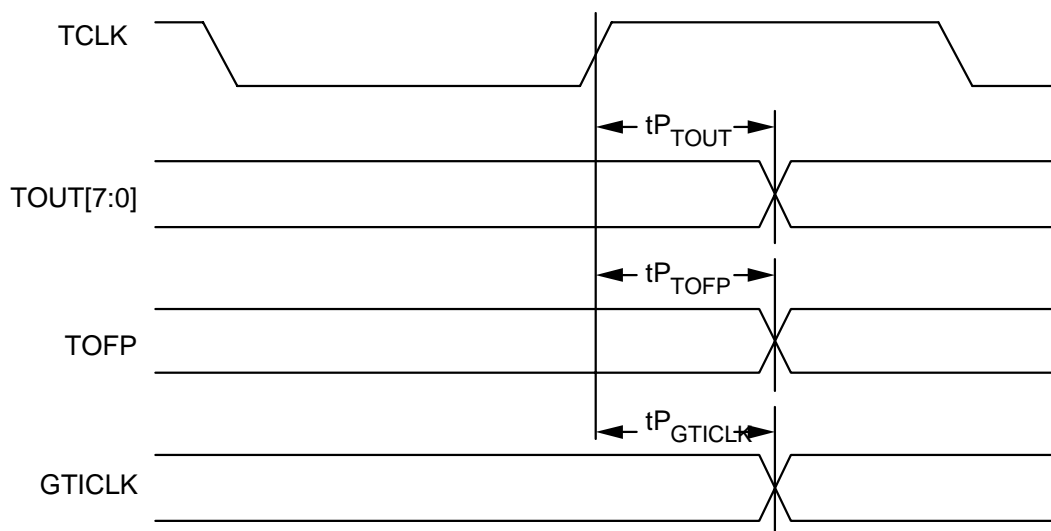 TCLK
tPTOUT
TOUT[7:0]
tPTOFP
TOFP
tPGTICLK
GTICLK